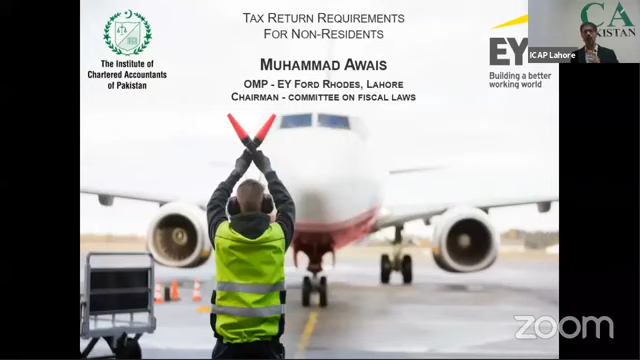 TAX RETURN REQUIREMENTS
FOR NON-RESIDENTS
MUHAMMAD AWAIS
OMP - EY FORD RHODES, LAHORE
CHAIRMAN - COMMITTEE ON FISCAL LAWS
The Institute of
Chartered Accountants
of Pakistan
EY
Building a better
working world
CA
PAKISTAN
ICAP Lahore
zoom